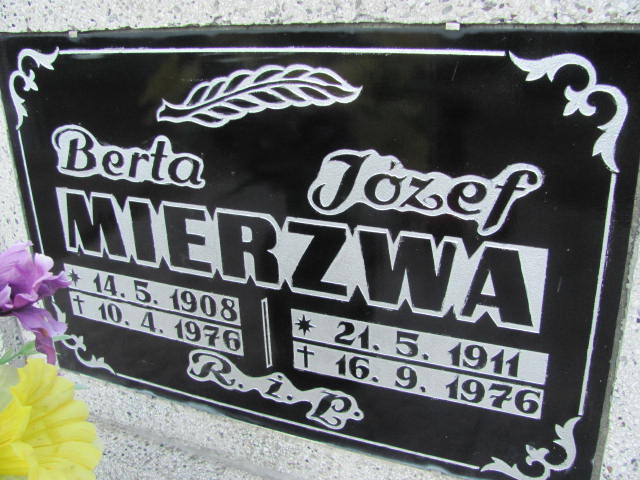 Berta Józef
MIERZWA
* 14. 5. 1908
† 10. 4. 1976
* 21. 5. 1911
† 16. 9. 1976
R. i. P.